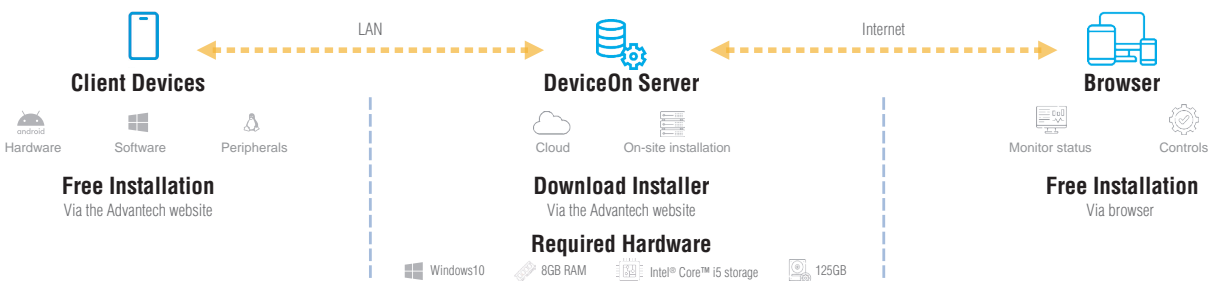 LAN
Internet
Client Devices
DeviceOn Server
Browser
android
Hardware
Software
Peripherals
Cloud
On-site installation
Monitor status
Controls
Free Installation
Via the Advantech website
Download Installer
Via the Advantech website
Free Installation
Via browser
Required Hardware
Windows10
8GB RAM
Intel® Core™ i5 storage
125GB